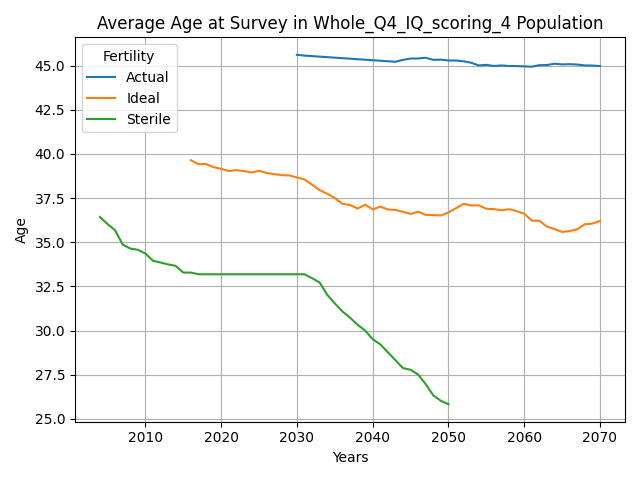 Average Age at Survey in Whole_Q4_IQ_scoring_4 Population
Fertility
Actual
Ideal
Sterile
Age
45.0
42.5
40.0
37.5
35.0
32.5
30.0
27.5
25.0
2010
2020
2030
2040
2050
2060
2070
Years